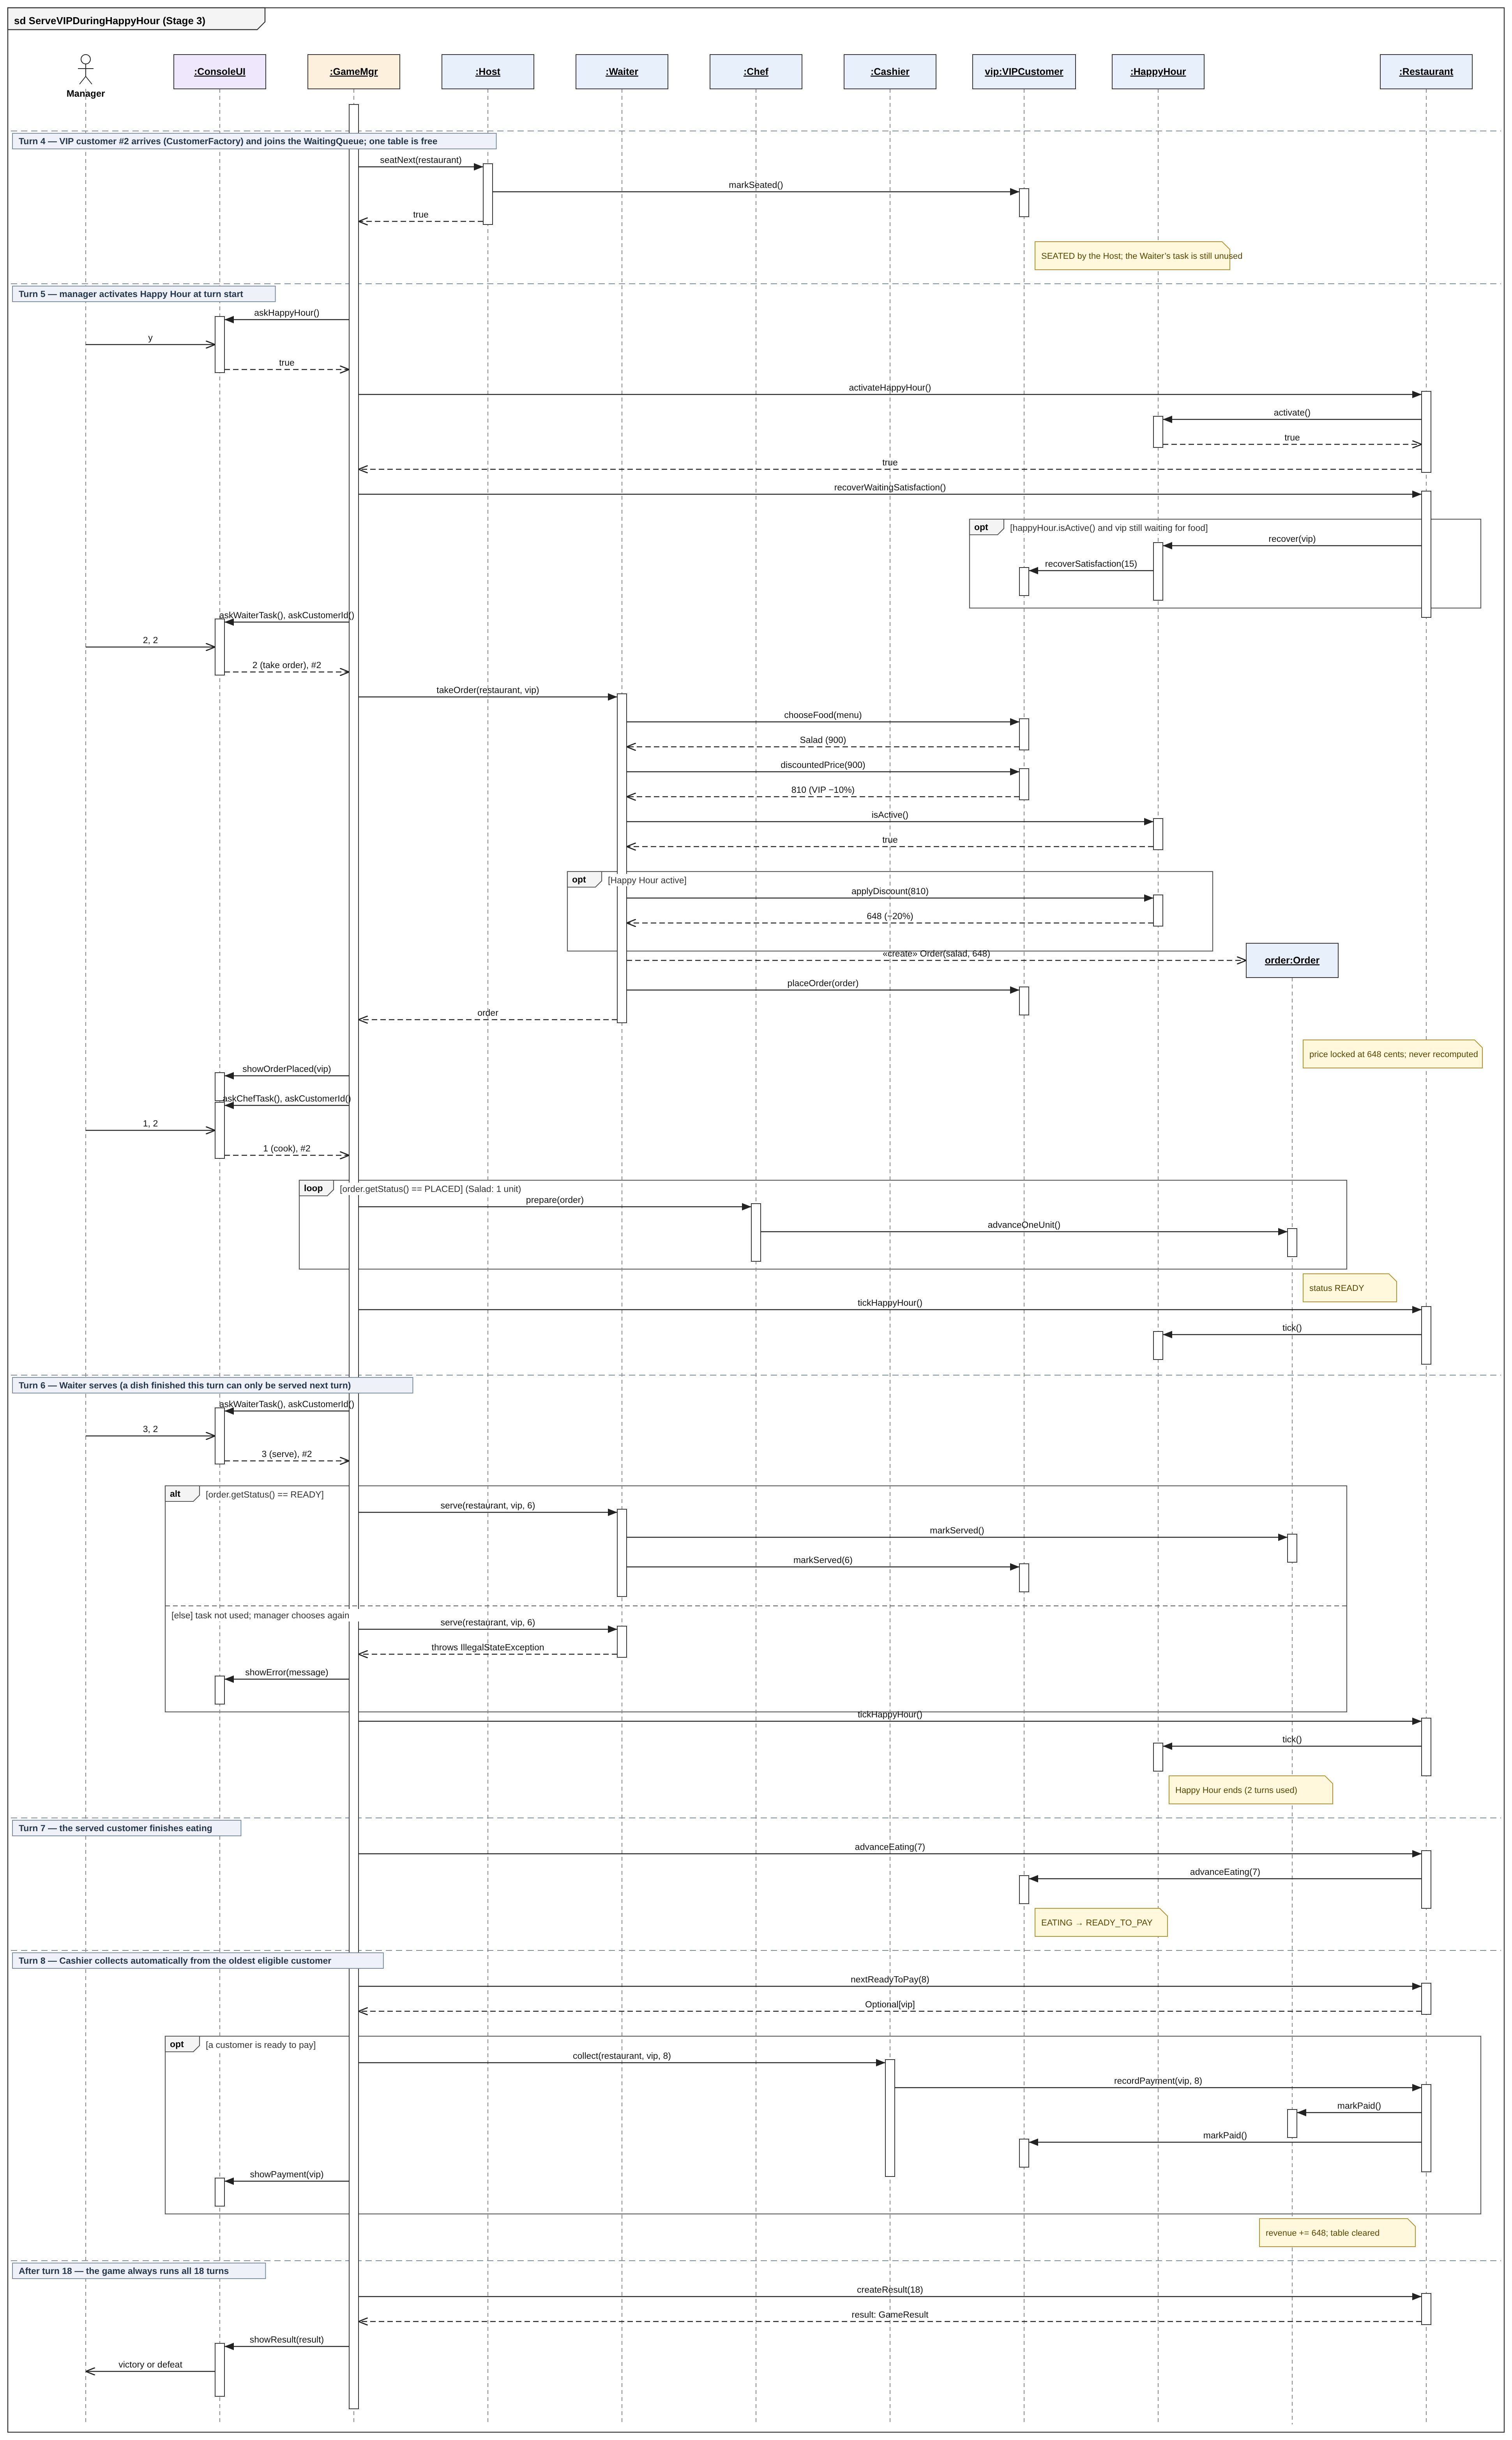 sd ServeVIPDuringHappyHour (Stage 3)
Manager
:ConsoleUI
:GameMgr
:Host
:Waiter
:Chef
:Cashier
vip:VIPCustomer
:HappyHour
:Restaurant
Turn 4 — VIP customer #2 arrives (CustomerFactory) and joins the WaitingQueue; one table is free
seatNext(restaurant)
markSeated()
true
SEATED by the Host; the Waiter’s task is still unused
Turn 5 — manager activates Happy Hour at turn start
askHappyHour()
y
true
activateHappyHour()
activate()
true
true
recoverWaitingSatisfaction()
opt
[happyHour.isActive() and vip still waiting for food]
recover(vip)
recoverSatisfaction(15)
askWaiterTask(), askCustomerId()
2, 2
2 (take order), #2
takeOrder(restaurant, vip)
chooseFood(menu)
Salad (900)
discountedPrice(900)
810 (VIP −10%)
isActive()
true
opt
[Happy Hour active]
applyDiscount(810)
648 (−20%)
«create» Order(salad, 648)
order:Order
placeOrder(order)
order
price locked at 648 cents; never recomputed
showOrderPlaced(vip)
askChefTask(), askCustomerId()
1, 2
1 (cook), #2
loop
[order.getStatus() == PLACED] (Salad: 1 unit)
prepare(order)
advanceOneUnit()
status READY
tickHappyHour()
tick()
Turn 6 — Waiter serves (a dish finished this turn can only be served next turn)
askWaiterTask(), askCustomerId()
3, 2
3 (serve), #2
alt
[order.getStatus() == READY]
serve(restaurant, vip, 6)
markServed()
markServed(6)
[else] task not used; manager chooses again
serve(restaurant, vip, 6)
throws IllegalStateException
showError(message)
tickHappyHour()
tick()
Happy Hour ends (2 turns used)
Turn 7 — the served customer finishes eating
advanceEating(7)
advanceEating(7)
EATING → READY_TO_PAY
Turn 8 — Cashier collects automatically from the oldest eligible customer
nextReadyToPay(8)
Optional[vip]
opt
[a customer is ready to pay]
collect(restaurant, vip, 8)
recordPayment(vip, 8)
markPaid()
markPaid()
showPayment(vip)
revenue += 648; table cleared
After turn 18 — the game always runs all 18 turns
createResult(18)
result: GameResult
showResult(result)
victory or defeat